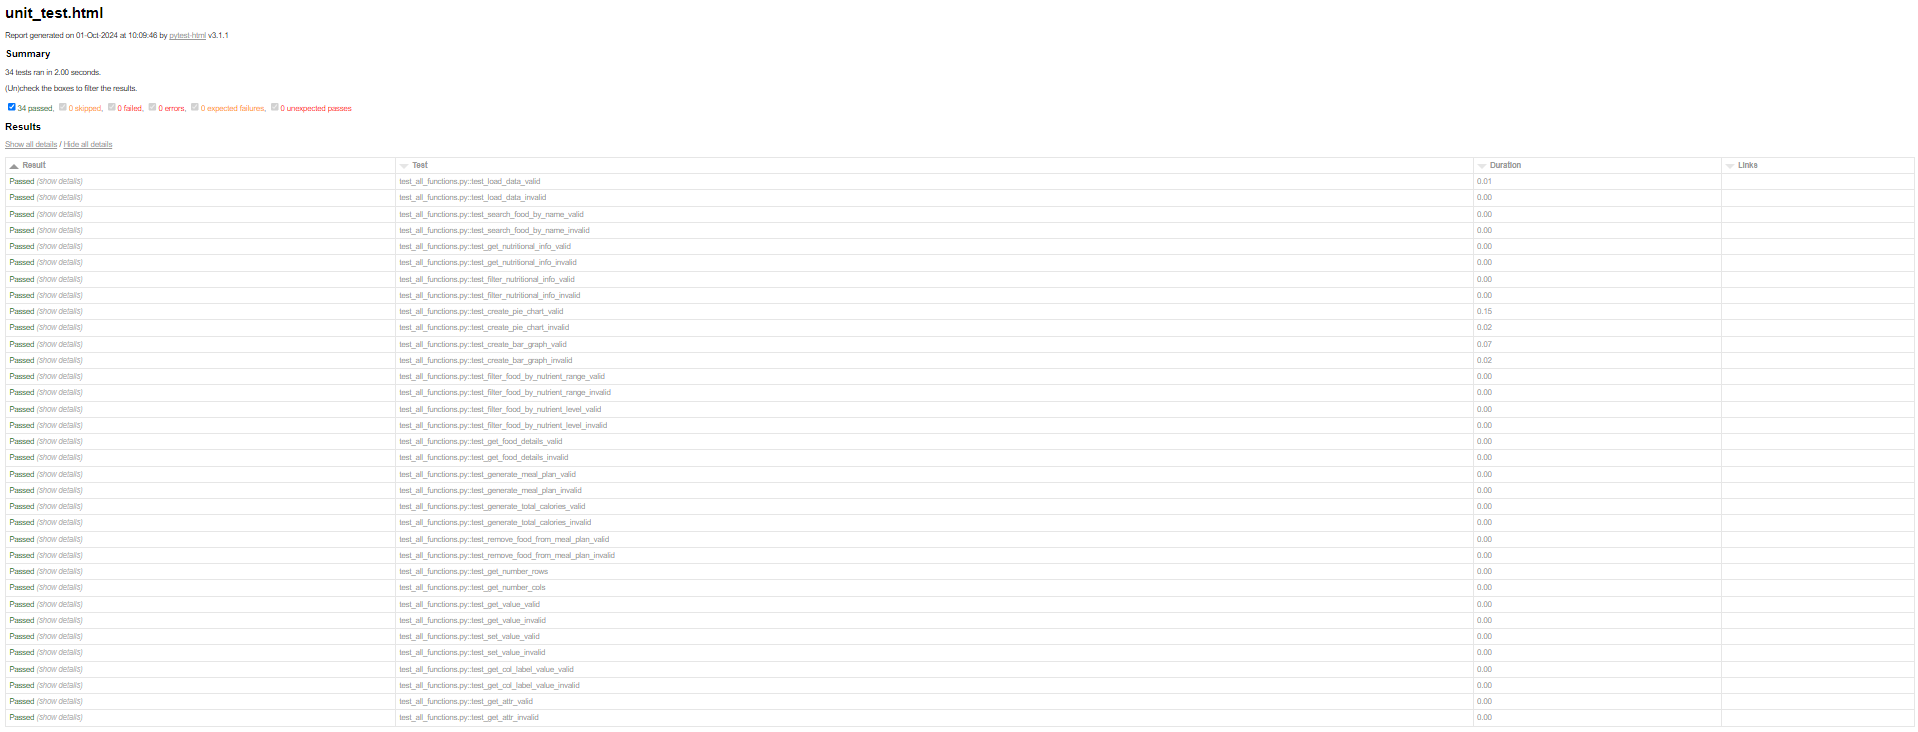 unit_test.html
Report generated on 01-Oct-2024 at 10:09:46 by pytest-html v3.1.1
Summary
34 tests ran in 2.00 seconds.
(Un)check the boxes to filter the results.
34 passed, 0 skipped, 0 failed, 0 errors, 0 expected failures, 0 unexpected passes
Results
Show all details / Hide all details
Result Test Duration Links
Passed (show details) test_all_functions.py::test_load_data_valid 0.01
Passed (show details) test_all_functions.py::test_load_data_invalid 0.00
Passed (show details) test_all_functions.py::test_search_food_by_name_valid 0.00
Passed (show details) test_all_functions.py::test_search_food_by_name_invalid 0.00
Passed (show details) test_all_functions.py::test_get_nutritional_info_valid 0.00
Passed (show details) test_all_functions.py::test_get_nutritional_info_invalid 0.00
Passed (show details) test_all_functions.py::test_filter_nutritional_info_valid 0.00
Passed (show details) test_all_functions.py::test_filter_nutritional_info_invalid 0.00
Passed (show details) test_all_functions.py::test_create_pie_chart_valid 0.15
Passed (show details) test_all_functions.py::test_create_pie_chart_invalid 0.02
Passed (show details) test_all_functions.py::test_create_bar_graph_valid 0.07
Passed (show details) test_all_functions.py::test_create_bar_graph_invalid 0.02
Passed (show details) test_all_functions.py::test_filter_food_by_nutrient_range_valid 0.00
Passed (show details) test_all_functions.py::test_filter_food_by_nutrient_range_invalid 0.00
Passed (show details) test_all_functions.py::test_filter_food_by_nutrient_level_valid 0.00
Passed (show details) test_all_functions.py::test_filter_food_by_nutrient_level_invalid 0.00
Passed (show details) test_all_functions.py::test_get_food_details_valid 0.00
Passed (show details) test_all_functions.py::test_get_food_details_invalid 0.00
Passed (show details) test_all_functions.py::test_generate_meal_plan_valid 0.00
Passed (show details) test_all_functions.py::test_generate_meal_plan_invalid 0.00
Passed (show details) test_all_functions.py::test_generate_total_calories_valid 0.00
Passed (show details) test_all_functions.py::test_generate_total_calories_invalid 0.00
Passed (show details) test_all_functions.py::test_remove_food_from_meal_plan_valid 0.00
Passed (show details) test_all_functions.py::test_remove_food_from_meal_plan_invalid 0.00
Passed (show details) test_all_functions.py::test_get_number_rows 0.00
Passed (show details) test_all_functions.py::test_get_number_cols 0.00
Passed (show details) test_all_functions.py::test_get_value_valid 0.00
Passed (show details) test_all_functions.py::test_get_value_invalid 0.00
Passed (show details) test_all_functions.py::test_set_value_valid 0.00
Passed (show details) test_all_functions.py::test_set_value_invalid 0.00
Passed (show details) test_all_functions.py::test_get_col_label_value_valid 0.00
Passed (show details) test_all_functions.py::test_get_col_label_value_invalid 0.00
Passed (show details) test_all_functions.py::test_get_attr_valid 0.00
Passed (show details) test_all_functions.py::test_get_attr_invalid 0.00